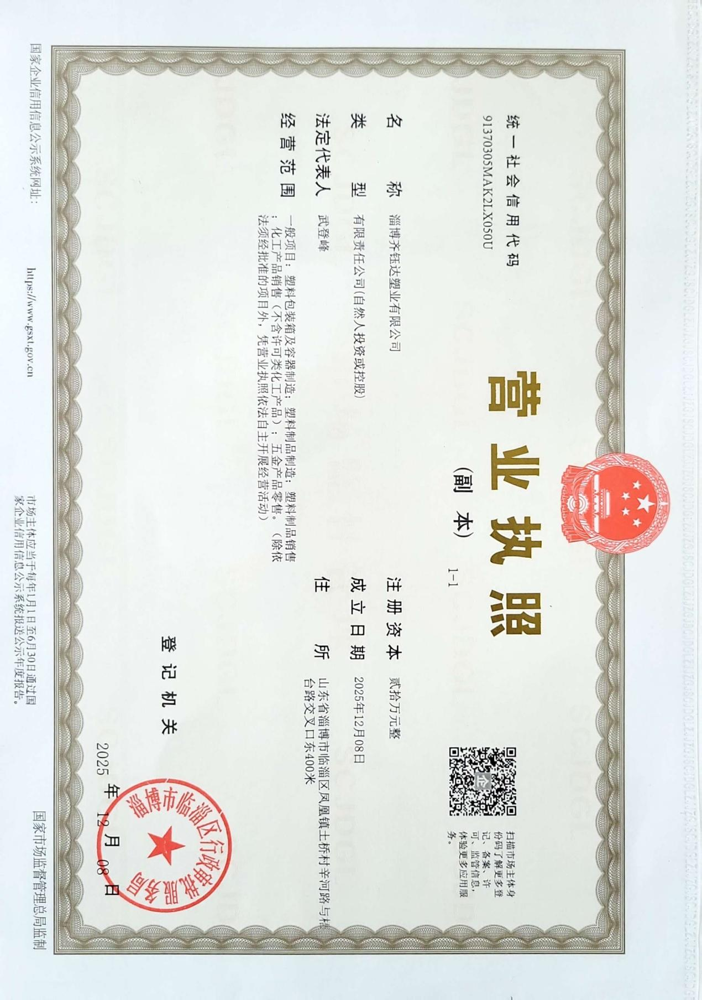 统一社会信用代码
91370305MAK2LX050U
营业执照
(副 本)
1-1
扫描市场主体身
份码了解更多登
记、备案、许
可、监管信息,
体验更多应用服
务。
名 称 淄博齐钰达塑业有限公司
类 型 有限责任公司(自然人投资或控股)
法定代表人 武登峰
经营范围 一般项目:塑料包装箱及容器制造;塑料制品制造;塑料制品销售
;化工产品销售(不含许可类化工产品);五金产品零售。(除依
法须经批准的项目外,凭营业执照依法自主开展经营活动)
注册资本 贰拾万元整
成立日期 2025年12月08日
住 所 山东省淄博市临淄区凤凰镇土桥村辛河路与
台路交叉口东400米
登记机关
淄博市临淄区行政审批服务局
2025 年 12 月 08 日
国家企业信用信息公示系统网址:
https://www.gsxt.gov.cn
市场主体应当于每年1月1日至6月30日通过国
家企业信用信息公示系统报送公示年度报告。
国家市场监督管理总局监制